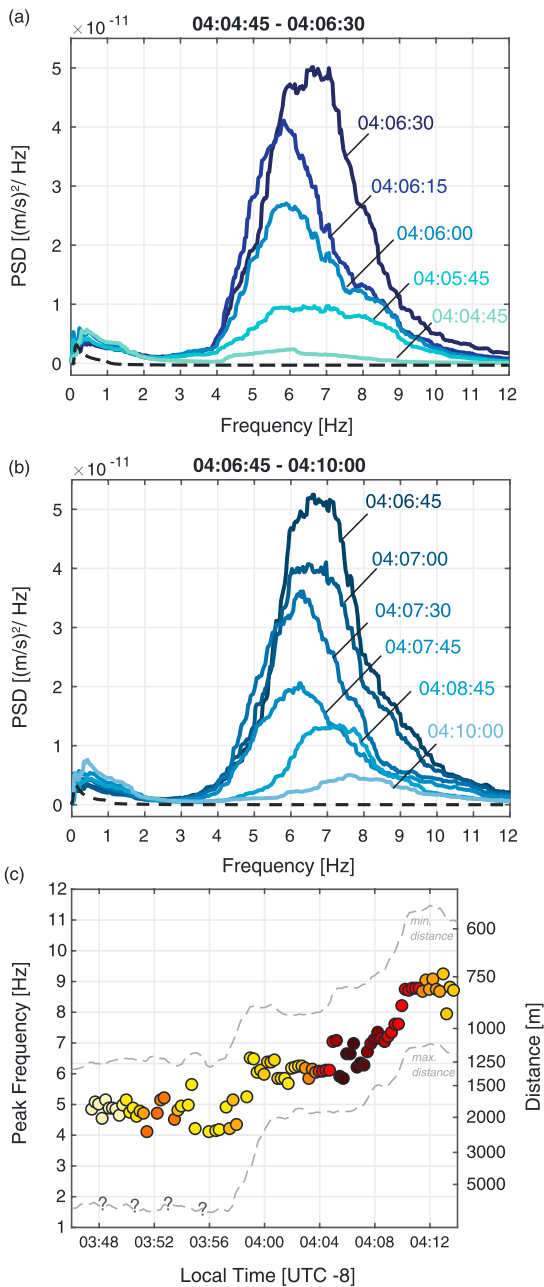 (a)
×10⁻¹¹
04:04:45 - 04:06:30
PSD [(m/s)²/ Hz]
5
4
3
2
1
0
04:06:30
04:06:15
04:06:00
04:05:45
04:04:45
0 1 2 3 4 5 6 7 8 9 10 11 12
Frequency [Hz]
(b)
×10⁻¹¹
04:06:45 - 04:10:00
PSD [(m/s)²/ Hz]
5
4
3
2
1
0
04:06:45
04:07:00
04:07:30
04:07:45
04:08:45
04:10:00
0 1 2 3 4 5 6 7 8 9 10 11 12
Frequency [Hz]
(c)
Peak Frequency [Hz]
12
11
10
9
8
7
6
5
4
3
2
1
min.
distance
max.
distance
? ? ? ?
600
750
1000
1250
1500
2000
3000
5000
Distance [m]
03:48 03:52 03:56 04:00 04:04 04:08 04:12
Local Time [UTC -8]